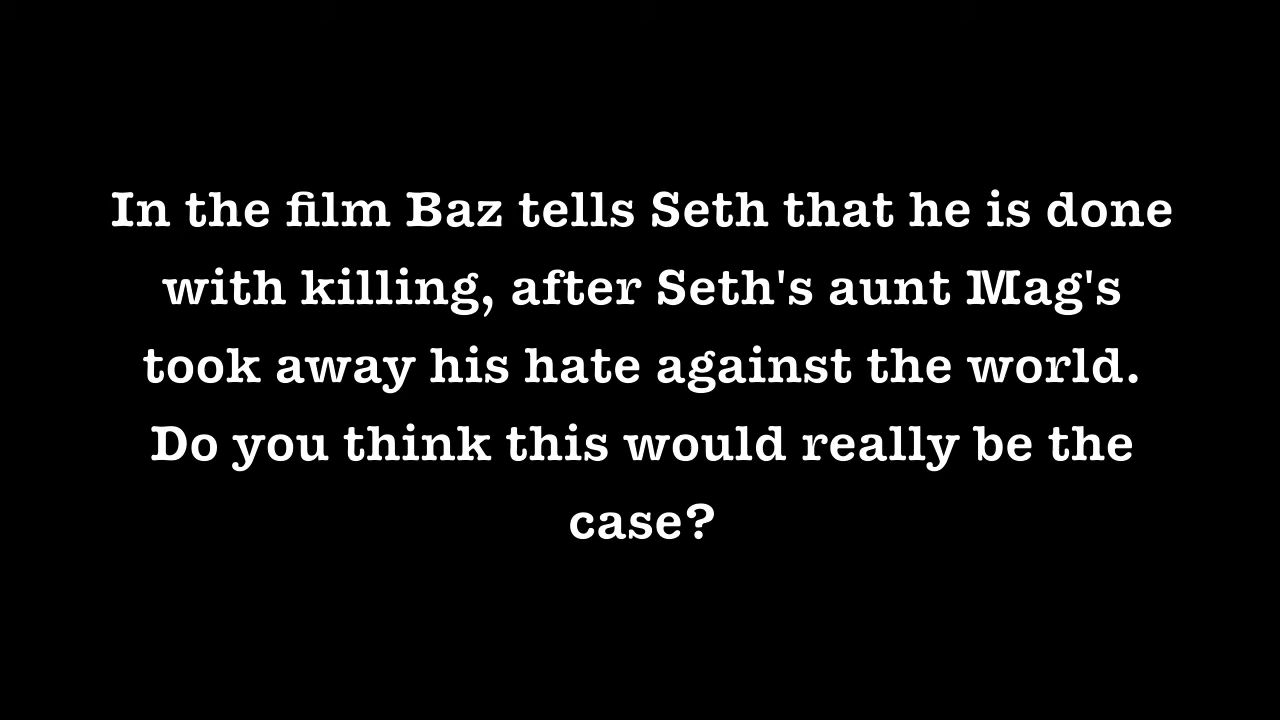 In the film Baz tells Seth that he is done
with killing, after Seth's aunt Mag's
took away his hate against the world.
Do you think this would really be the
case?